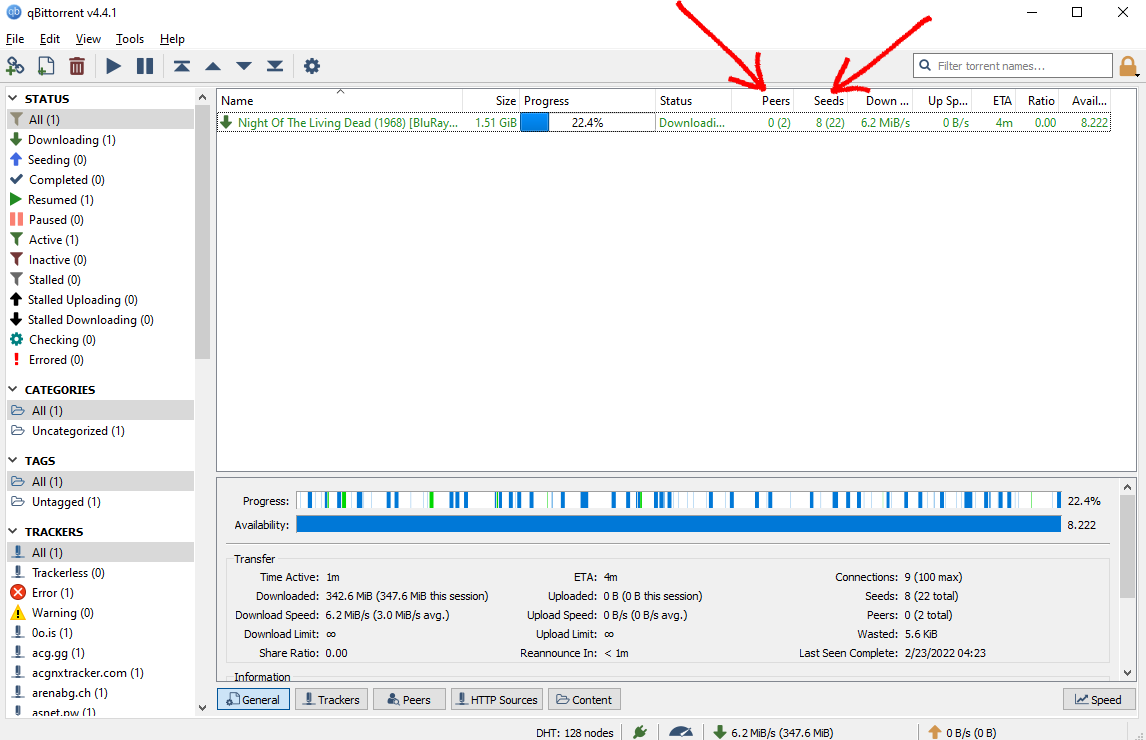 qBittorrent v4.4.1
File Edit View Tools Help
Filter torrent names...
STATUS
All (1)
Downloading (1)
Seeding (0)
Completed (0)
Resumed (1)
Paused (0)
Active (1)
Inactive (0)
Stalled (0)
Stalled Uploading (0)
Stalled Downloading (0)
Checking (0)
Errored (0)
CATEGORIES
All (1)
Uncategorized (1)
TAGS
All (1)
Untagged (1)
TRACKERS
All (1)
Trackerless (0)
Error (1)
Warning (0)
0o.is (1)
acg.gg (1)
acgnxtracker.com (1)
arenabg.ch (1)
asnet.pw (1)
Name Size Progress Status Peers Seeds Down ... Up Sp... ETA Ratio Avail...
Night Of The Living Dead (1968) [BluRay... 1.51 GiB 22.4% Downloadi... 0 (2) 8 (22) 6.2 MiB/s 0 B/s 4m 0.00 8.222
Progress: 22.4%
Availability: 8.222
Transfer
Time Active: 1m ETA: 4m Connections: 9 (100 max)
Downloaded: 342.6 MiB (347.6 MiB this session) Uploaded: 0 B (0 B this session) Seeds: 8 (22 total)
Download Speed: 6.2 MiB/s (3.0 MiB/s avg.) Upload Speed: 0 B/s (0 B/s avg.) Peers: 0 (2 total)
Download Limit: ∞ Upload Limit: ∞ Wasted: 5.6 KiB
Share Ratio: 0.00 Reannounce In: < 1m Last Seen Complete: 2/23/2022 04:23
Information
General Trackers Peers HTTP Sources Content Speed
DHT: 128 nodes 6.2 MiB/s (347.6 MiB) 0 B/s (0 B)